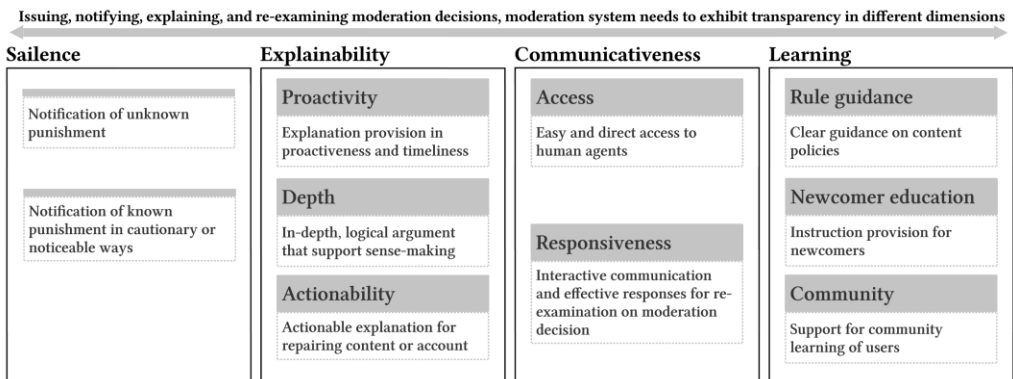 Issuing, notifying, explaining, and re-examining moderation decisions, moderation system needs to exhibit transparency in different dimensions
Sailence
Notification of unknown
punishment
Notification of known
punishment in cautionary or
noticeable ways
Explainability
Proactivity
Explanation provision in
proactiveness and timeliness
Depth
In-depth, logical argument
that support sense-making
Actionability
Actionable explanation for
repairing content or account
Communicativeness
Access
Easy and direct access to
human agents
Responsiveness
Interactive communication
and effective responses for re-
examination on moderation
decision
Learning
Rule guidance
Clear guidance on content
policies
Newcomer education
Instruction provision for
newcomers
Community
Support for community
learning of users